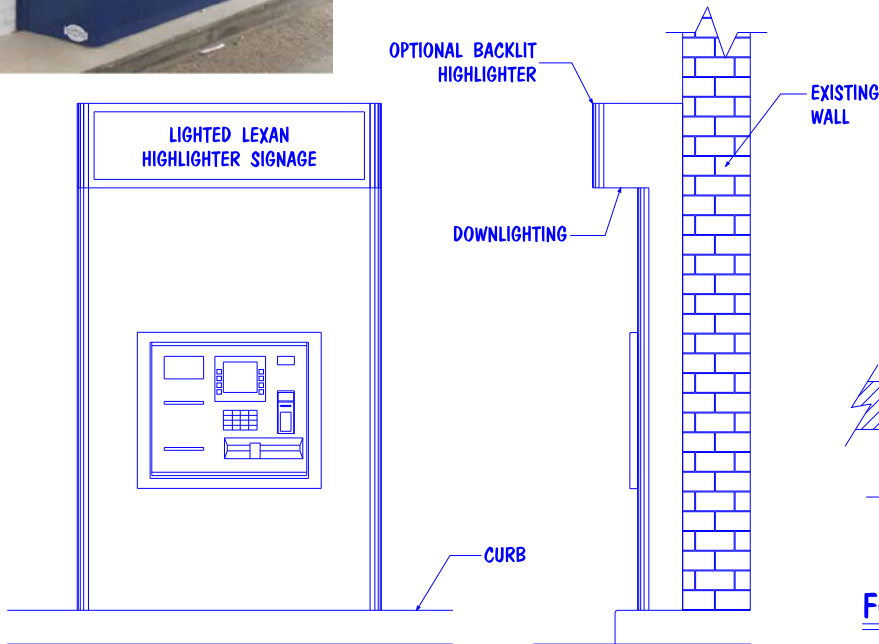 OPTIONAL BACKLIT
HIGHLIGHTER
EXISTING
WALL
LIGHTED LEXAN
HIGHLIGHTER SIGNAGE
DOWNLIGHTING
CURB